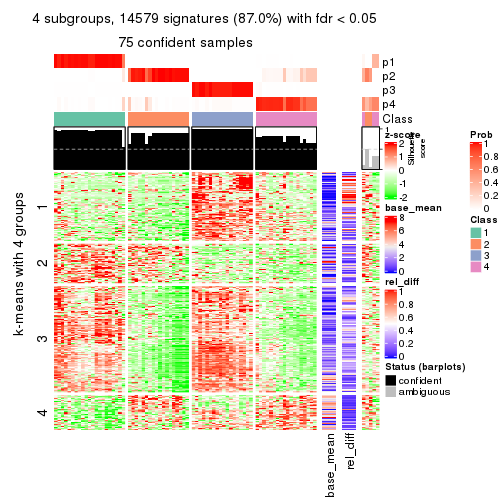 4 subgroups, 14579 signatures (87.0%) with fdr < 0.05
75 confident samples
p1
p2
p3
p4
Class
1
Silhouette
score
k-means with 4 groups
1
2
3
4
base_mean
rel_diff
z-score
2
1
0
-1
-2
base_mean
8
6
4
2
0
rel_diff
1
0.8
0.6
0.4
0.2
0
Status (barplots)
confident
ambiguous
Prob
1
0.8
0.6
0.4
0.2
0
Class
1
2
3
4